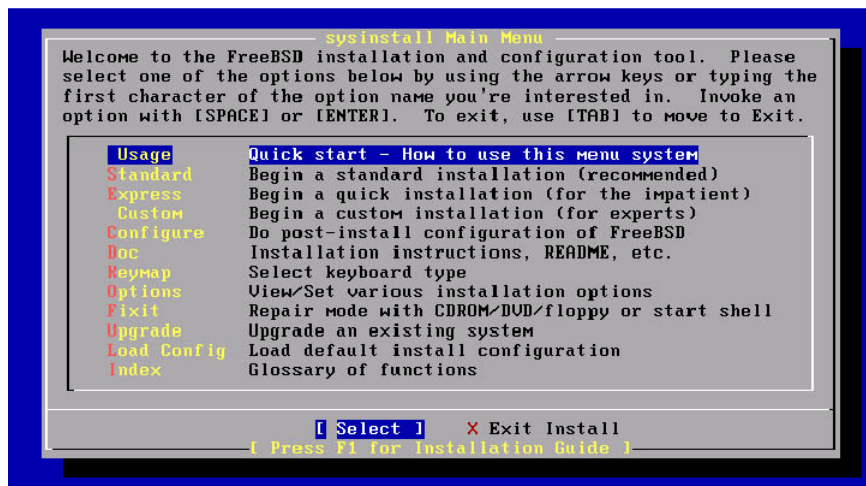 sysinstall Main Menu
Welcome to the FreeBSD installation and configuration tool. Please
select one of the options below by using the arrow keys or typing the
first character of the option name you're interested in. Invoke an
option with [SPACE] or [ENTER]. To exit, use [TAB] to move to Exit.
Usage Quick start - How to use this menu system
Standard Begin a standard installation (recommended)
Express Begin a quick installation (for the impatient)
Custom Begin a custom installation (for experts)
Configure Do post-install configuration of FreeBSD
Doc Installation instructions, README, etc.
Keymap Select keyboard type
Options View/Set various installation options
Fixit Repair mode with CDROM/DVD/floppy or start shell
Upgrade Upgrade an existing system
Load Config Load default install configuration
Index Glossary of functions
[ Select ] X Exit Install
[ Press F1 for Installation Guide ]